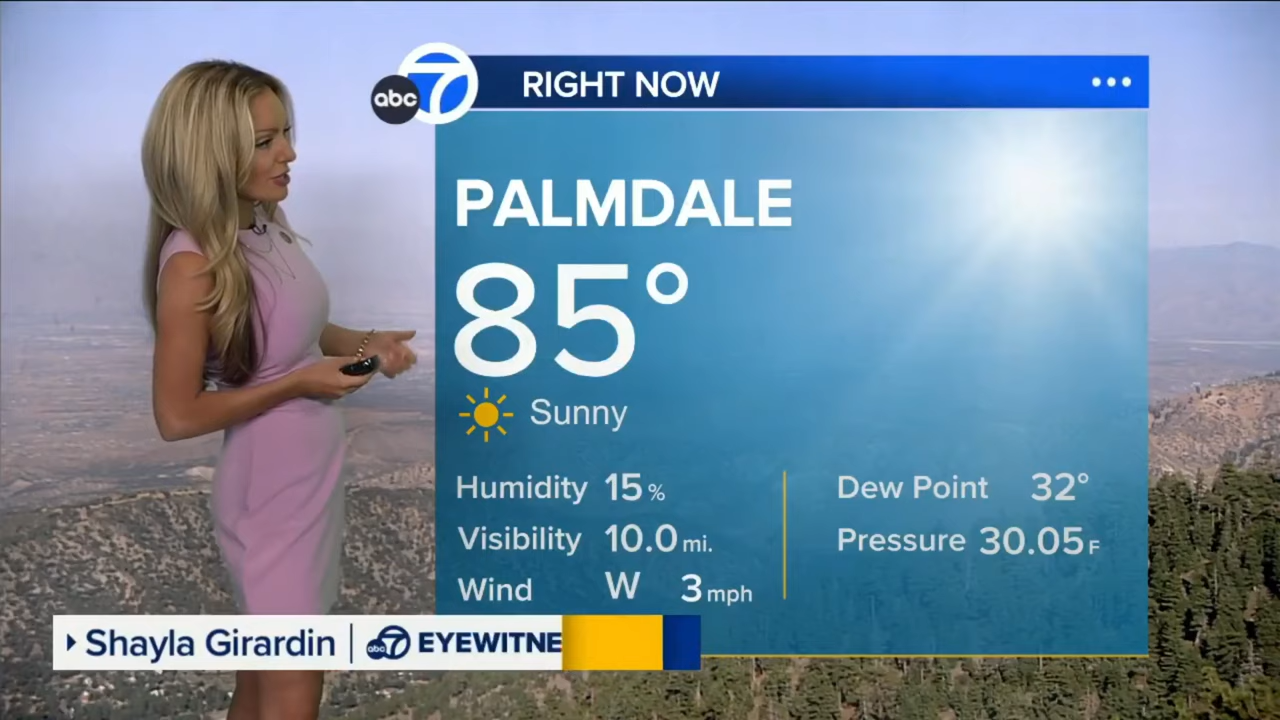 abc 7
RIGHT NOW
PALMDALE
85°
Sunny
Humidity 15 %
Visibility 10.0 mi.
Wind W 3 mph
Dew Point 32°
Pressure 30.05 F
Shayla Girardin abc 7 EYEWITNE